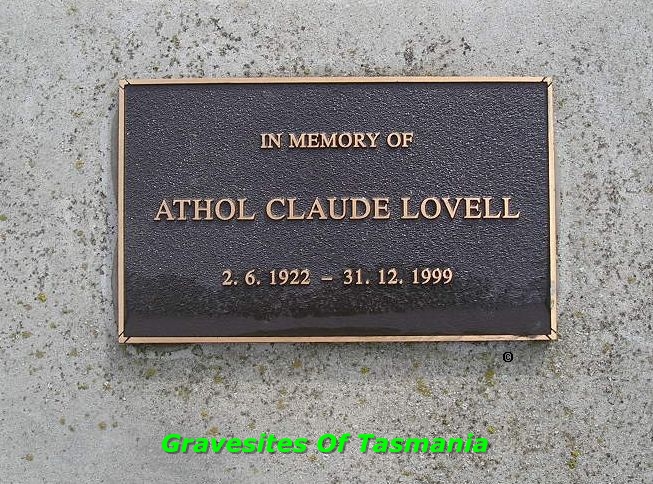 IN MEMORY OF
ATHOL CLAUDE LOVELL
2. 6. 1922 – 31. 12. 1999
©
Gravesites Of Tasmania